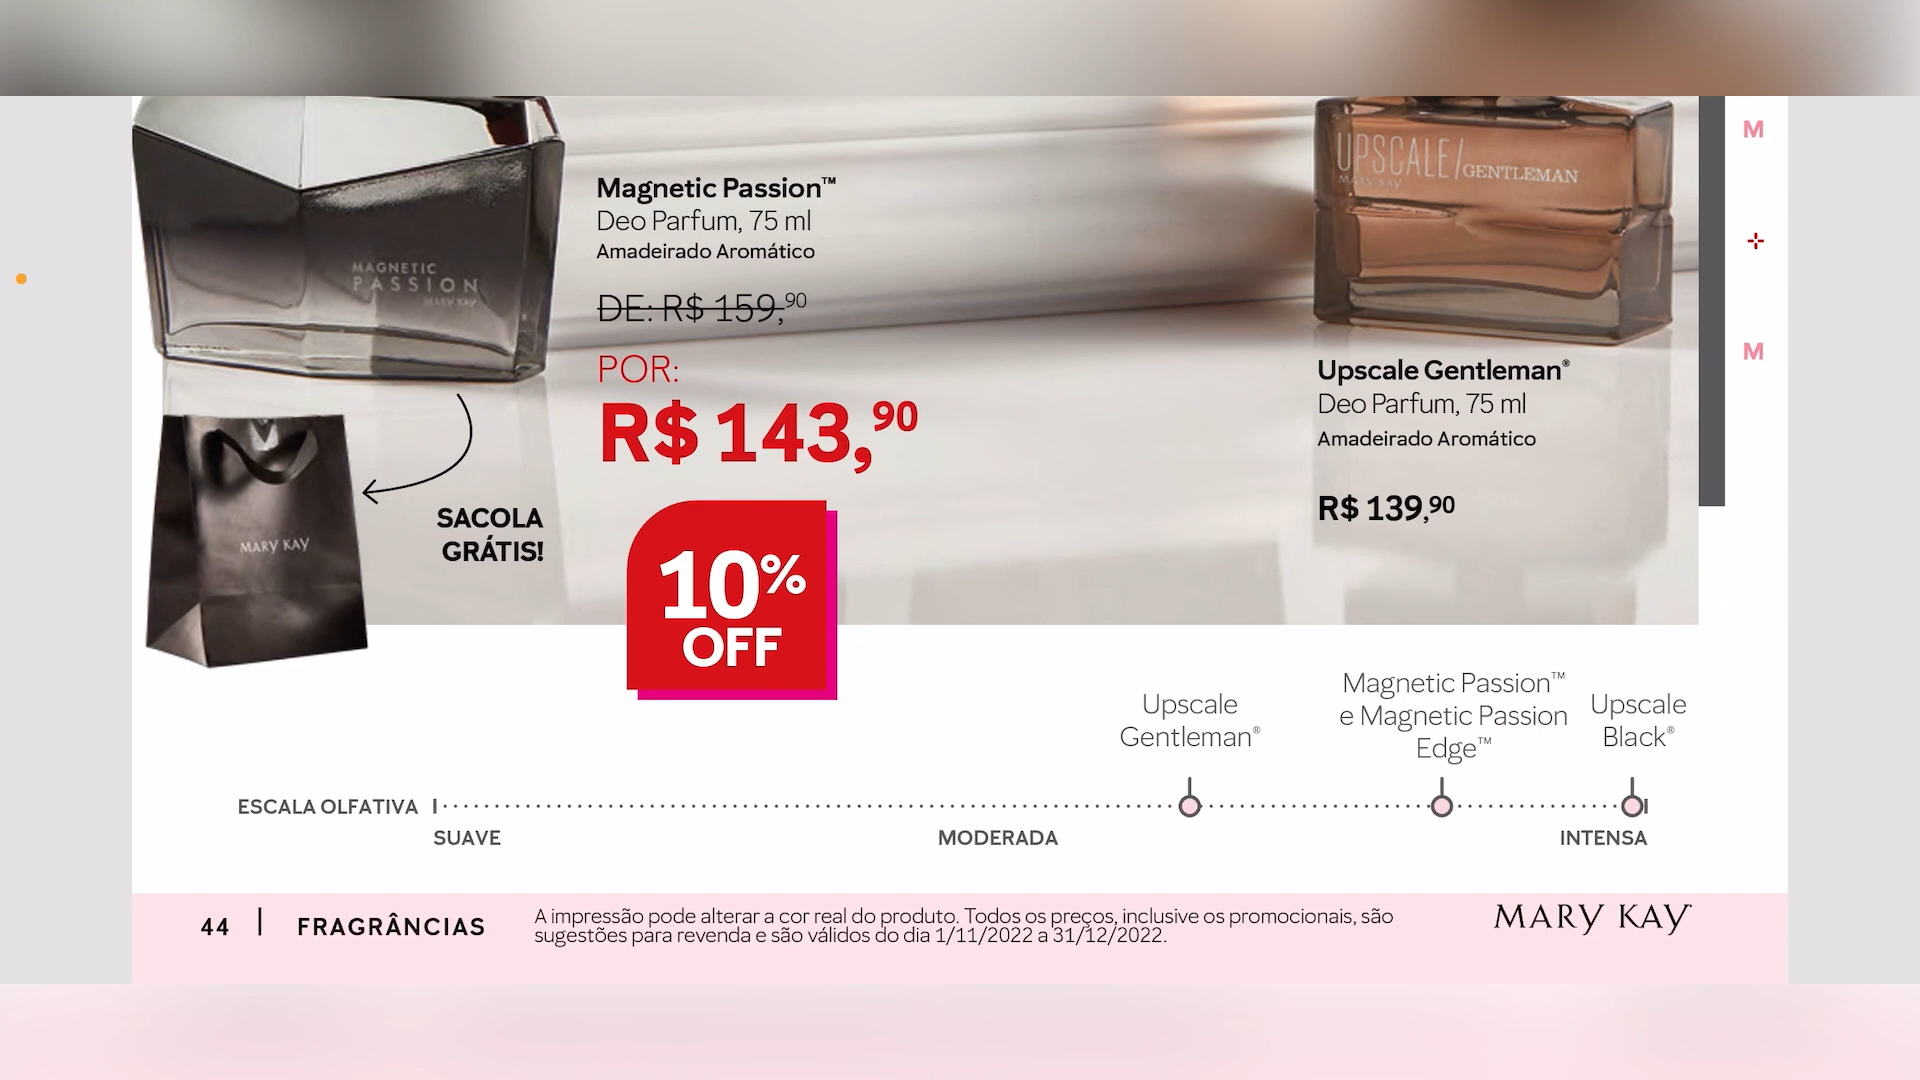 UPSCALE/GENTLEMAN
MARY KAY
M
Magnetic Passion™
Deo Parfum, 75 ml
Amadeirado Aromático
MAGNETIC
PASSION
MARY KAY
DE: R$ 159,90
POR:
R$ 143,90
M
Upscale Gentleman®
Deo Parfum, 75 ml
Amadeirado Aromático
R$ 139,90
MARY KAY
SACOLA
GRÁTIS!
10%
OFF
Upscale
Gentleman®
Magnetic Passion™
e Magnetic Passion
Edge™
Upscale
Black®
ESCALA OLFATIVA
SUAVE
MODERADA
INTENSA
44 | FRAGRÂNCIAS
A impressão pode alterar a cor real do produto. Todos os preços, inclusive os promocionais, são
sugestões para revenda e são válidos do dia 1/11/2022 a 31/12/2022.
MARY KAY